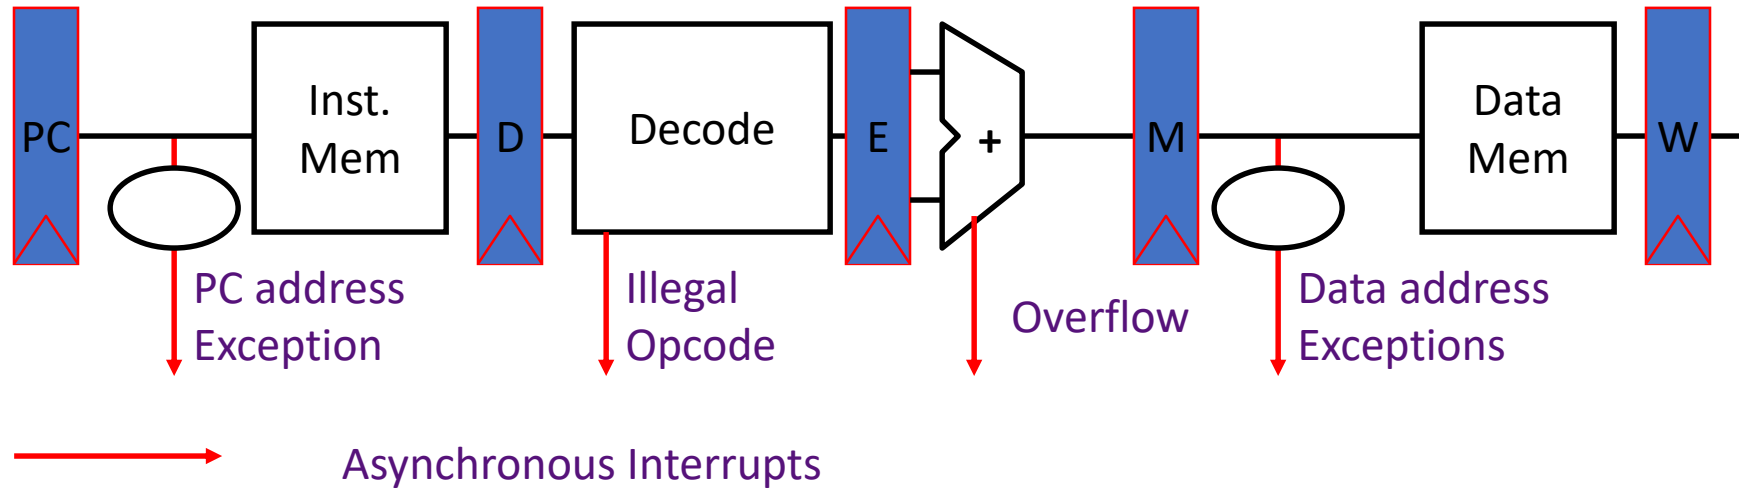 PC
Inst.
Mem
D
Decode
E
+
M
Data
Mem
W
PC address
Exception
Illegal
Opcode
Overflow
Data address
Exceptions
Asynchronous Interrupts